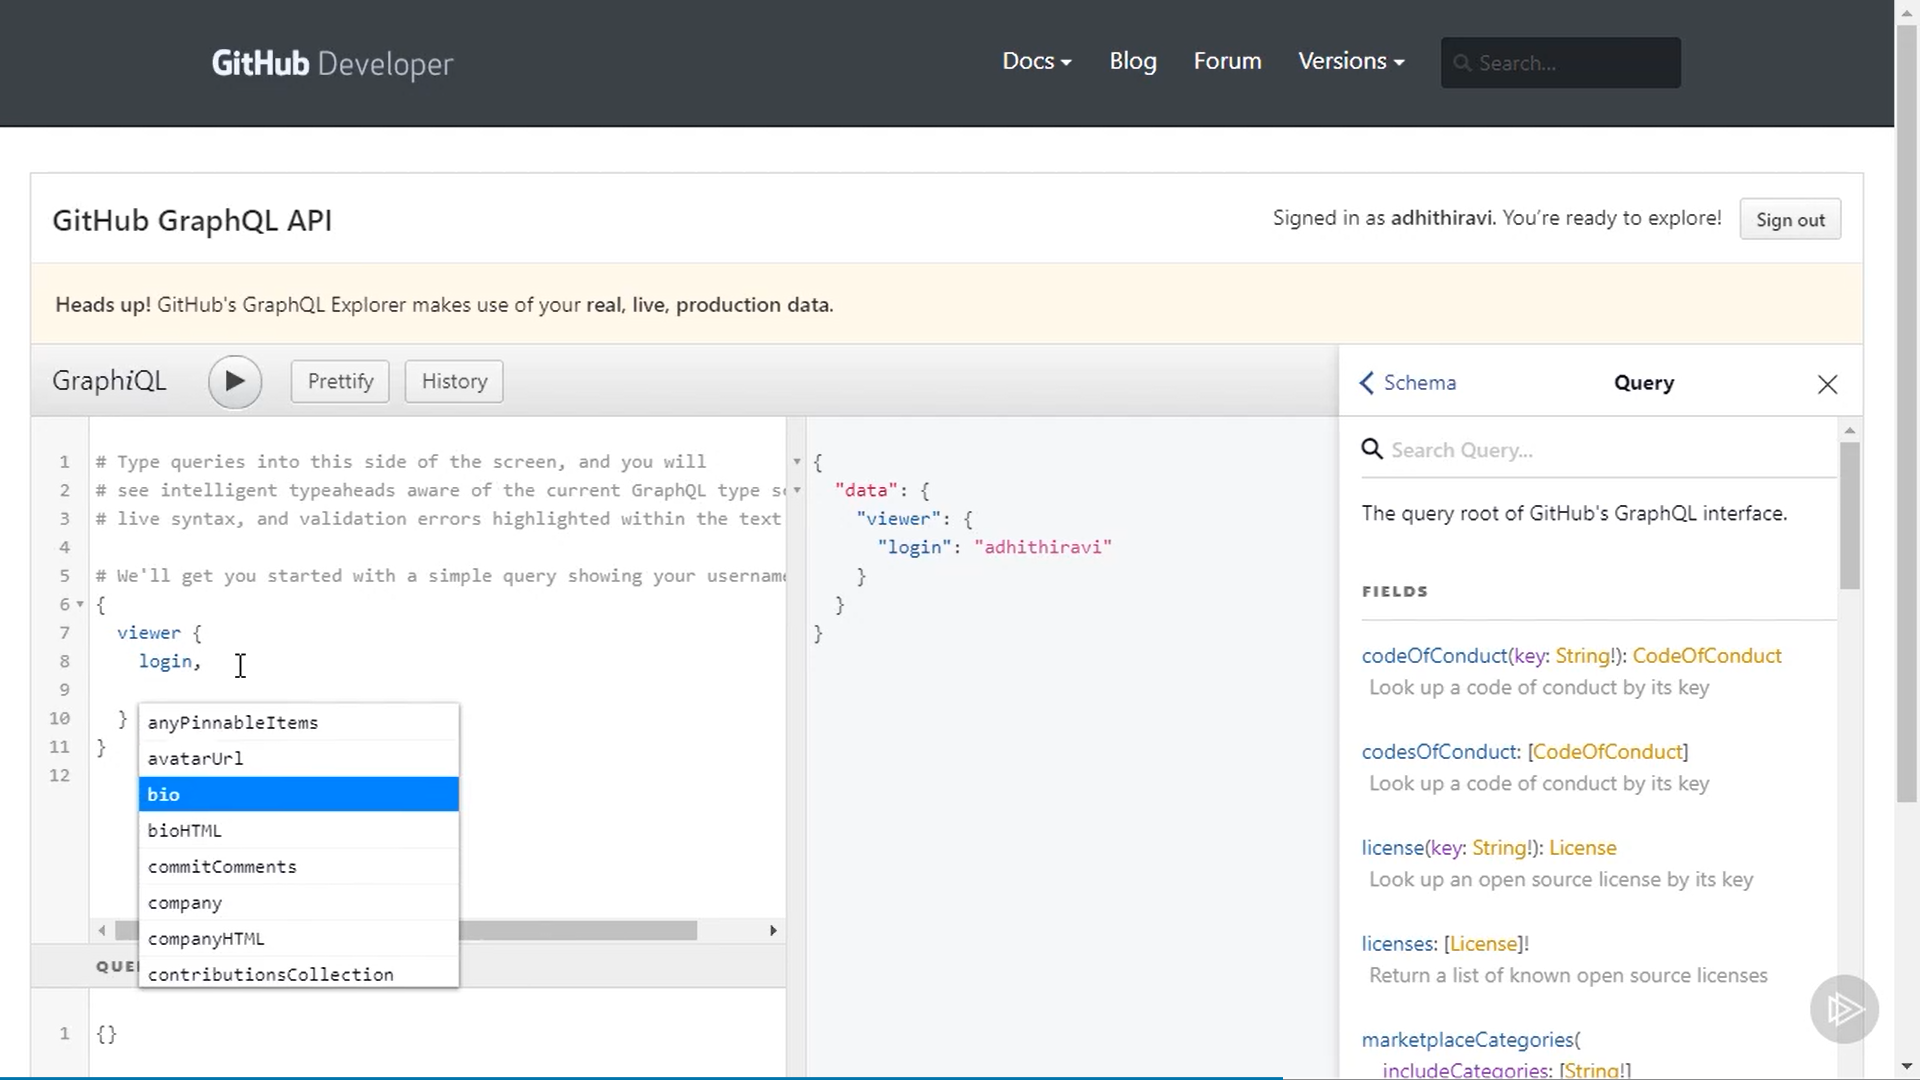 GitHub Developer
Docs
Blog
Forum
Versions
Search...
GitHub GraphQL API
Signed in as adhithiravi. You're ready to explore!
Sign out
Heads up! GitHub's GraphQL Explorer makes use of your real, live, production data.
GraphiQL
Prettify
History
Schema
Query
1 # Type queries into this side of the screen, and you will
2 # see intelligent typeaheads aware of the current GraphQL type
3 # live syntax, and validation errors highlighted within the text
4
5 # We'll get you started with a simple query showing your username
6 {
7 viewer {
8 login,
9
10 }
11 }
12
anyPinnableItems
avatarUrl
bio
bioHTML
commitComments
company
companyHTML
contributionsCollection
1 {}
{
"data": {
"viewer": {
"login": "adhithiravi"
}
}
}
Search Query...
The query root of GitHub's GraphQL interface.
FIELDS
codeOfConduct(key: String!): CodeOfConduct
Look up a code of conduct by its key
codesOfConduct: [CodeOfConduct]
Look up a code of conduct by its key
license(key: String!): License
Look up an open source license by its key
licenses: [License]!
Return a list of known open source licenses
marketplaceCategories(
includeCategories: [String!]